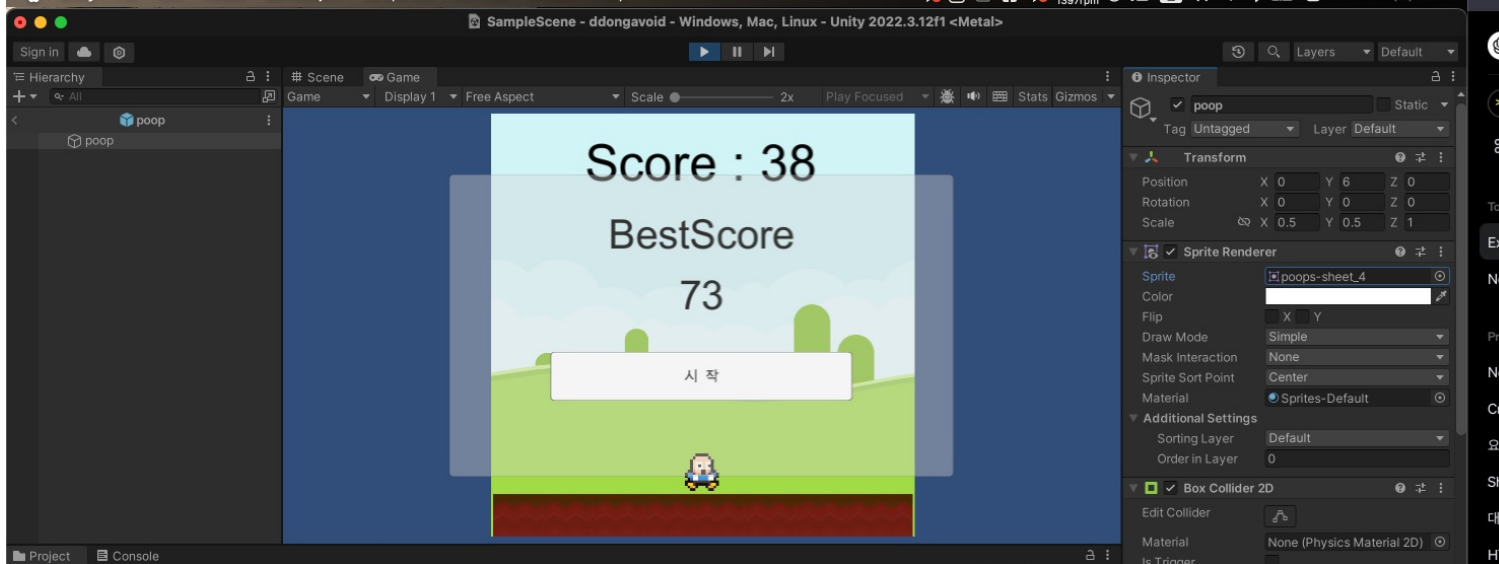 SampleScene - ddongavoid - Windows, Mac, Linux - Unity 2022.3.12f1 <Metal>
Sign in
Layers
Default
Hierarchy
# Scene
Game
Inspector
All
Game
Display 1
Free Aspect
Scale
2x
Play Focused
Stats
Gizmos
poop
poop
poop
Static
Tag Untagged
Layer Default
Transform
Position X 0 Y 6 Z 0
Rotation X 0 Y 0 Z 0
Scale X 0.5 Y 0.5 Z 1
Sprite Renderer
Sprite poops-sheet_4
Color
Flip X Y
Draw Mode Simple
Mask Interaction None
Sprite Sort Point Center
Material Sprites-Default
Additional Settings
Sorting Layer Default
Order in Layer 0
Box Collider 2D
Edit Collider
Material None (Physics Material 2D)
Is Trigger
Score : 38
BestScore
73
시 작
Project
Console